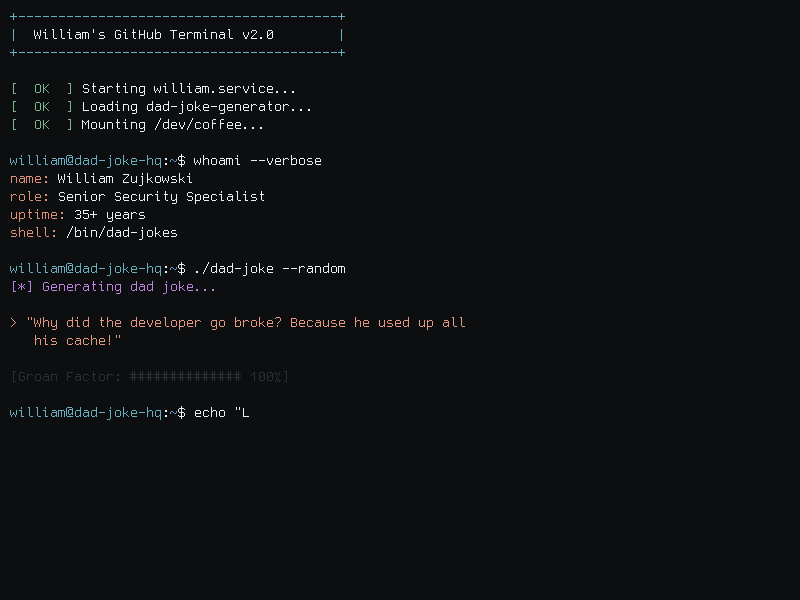 +----------------------------------------+
|  William's GitHub Terminal v2.0        |
+----------------------------------------+
[  OK  ] Starting william.service...
[  OK  ] Loading dad-joke-generator...
[  OK  ] Mounting /dev/coffee...
william@dad-joke-hq:~$ whoami --verbose
name: William Zujkowski
role: Senior Security Specialist
uptime: 35+ years
shell: /bin/dad-jokes
william@dad-joke-hq:~$ ./dad-joke --random
[*] Generating dad joke...
> "Why did the developer go broke? Because he used up all
   his cache!"
[Groan Factor: ############## 100%]
william@dad-joke-hq:~$ echo "L